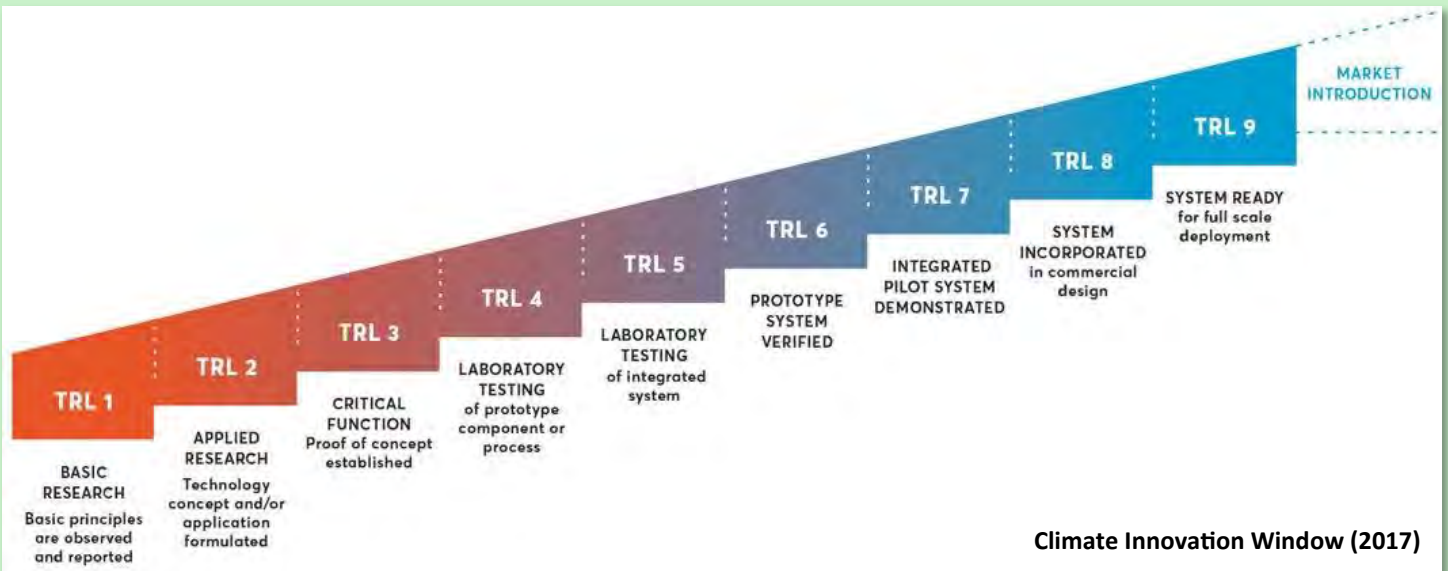 TRL 1
BASIC
RESEARCH
Basic principles
are observed
and reported
TRL 2
APPLIED
RESEARCH
Technology
concept and/or
application
formulated
TRL 3
CRITICAL
FUNCTION
Proof of concept
established
TRL 4
LABORATORY
TESTING
of prototype
component or
process
TRL 5
LABORATORY
TESTING
of integrated
system
TRL 6
PROTOTYPE
SYSTEM
VERIFIED
TRL 7
INTEGRATED
PILOT SYSTEM
DEMONSTRATED
TRL 8
SYSTEM
INCORPORATED
in commercial
design
TRL 9
SYSTEM READY
for full scale
deployment
MARKET
INTRODUCTION
Climate Innovation Window (2017)